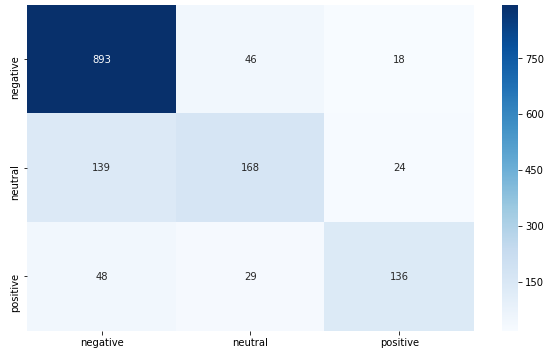 negative 893 46 18
neutral 139 168 24
positive 48 29 136
negative neutral positive
750
600
450
300
150